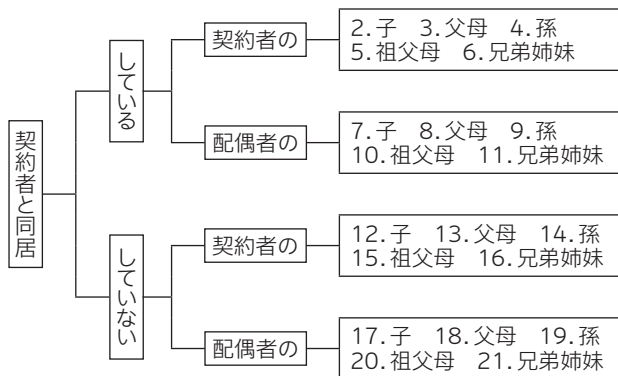 契約者と同居
している
契約者の
2.子 3.父母 4.孫
5.祖父母 6.兄弟姉妹
配偶者の
7.子 8.父母 9.孫
10.祖父母 11.兄弟姉妹
していない
契約者の
12.子 13.父母 14.孫
15.祖父母 16.兄弟姉妹
配偶者の
17.子 18.父母 19.孫
20.祖父母 21.兄弟姉妹